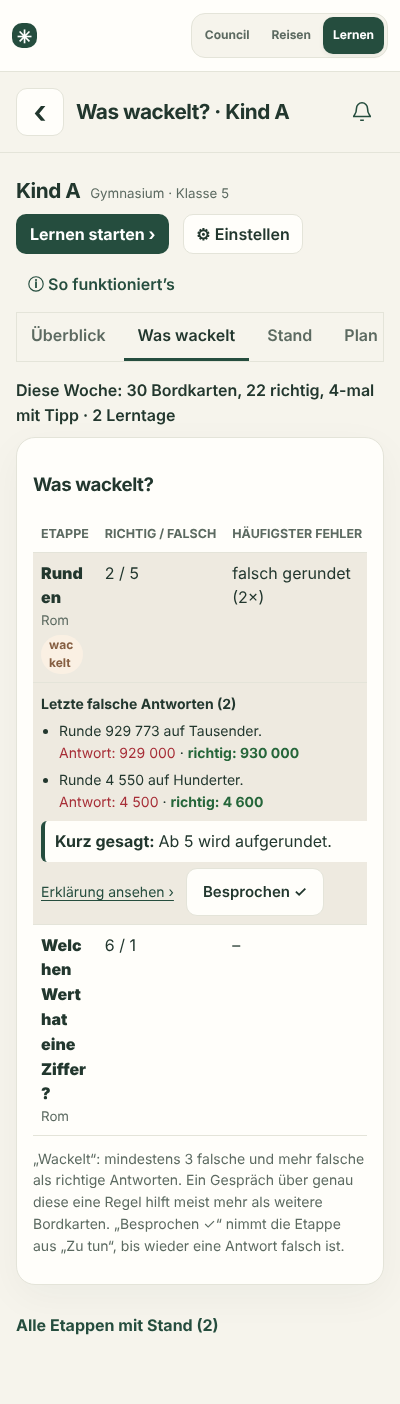 Council Reisen Lernen
‹ Was wackelt? · Kind A
Kind A Gymnasium · Klasse 5
Lernen starten › ⚙ Einstellen
ⓘ So funktioniert’s
Überblick Was wackelt Stand Plan
Diese Woche: 30 Bordkarten, 22 richtig, 4-mal
mit Tipp · 2 Lerntage
Was wackelt?
ETAPPE RICHTIG / FALSCH HÄUFIGSTER FEHLER
Rund
en
Rom
wac
kelt
2 / 5
falsch gerundet
(2×)
Letzte falsche Antworten (2)
• Runde 929 773 auf Tausender.
Antwort: 929 000 · richtig: 930 000
• Runde 4 550 auf Hunderter.
Antwort: 4 500 · richtig: 4 600
Kurz gesagt: Ab 5 wird aufgerundet.
Erklärung ansehen › Besprochen ✓
Welc
hen
Wert
hat
eine
Ziffer
?
Rom
6 / 1
–
„Wackelt“: mindestens 3 falsche und mehr falsche
als richtige Antworten. Ein Gespräch über genau
diese eine Regel hilft meist mehr als weitere
Bordkarten. „Besprochen ✓“ nimmt die Etappe
aus „Zu tun“, bis wieder eine Antwort falsch ist.
Alle Etappen mit Stand (2)